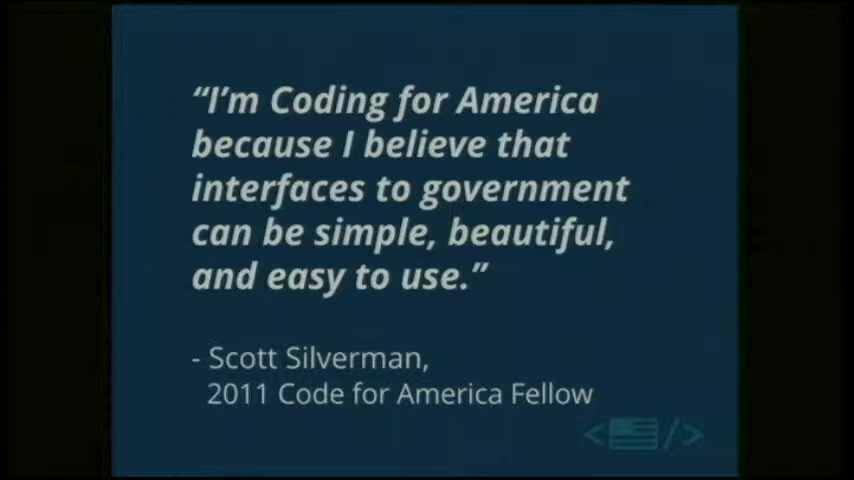 “I’m Coding for America
because I believe that
interfaces to government
can be simple, beautiful,
and easy to use.”
- Scott Silverman,
2011 Code for America Fellow